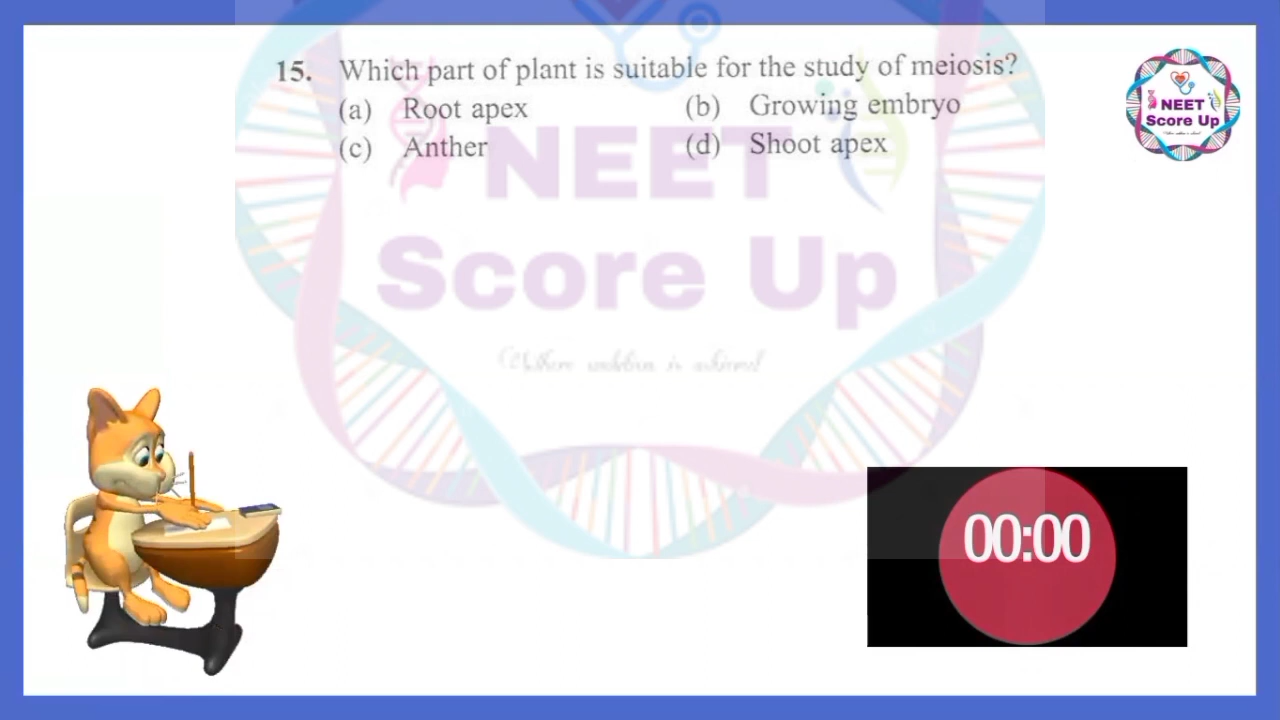 15. Which part of plant is suitable for the study of meiosis?
(a) Root apex (b) Growing embryo
(c) Anther (d) Shoot apex
NEET
Score Up
NEET
Score Up
00:00